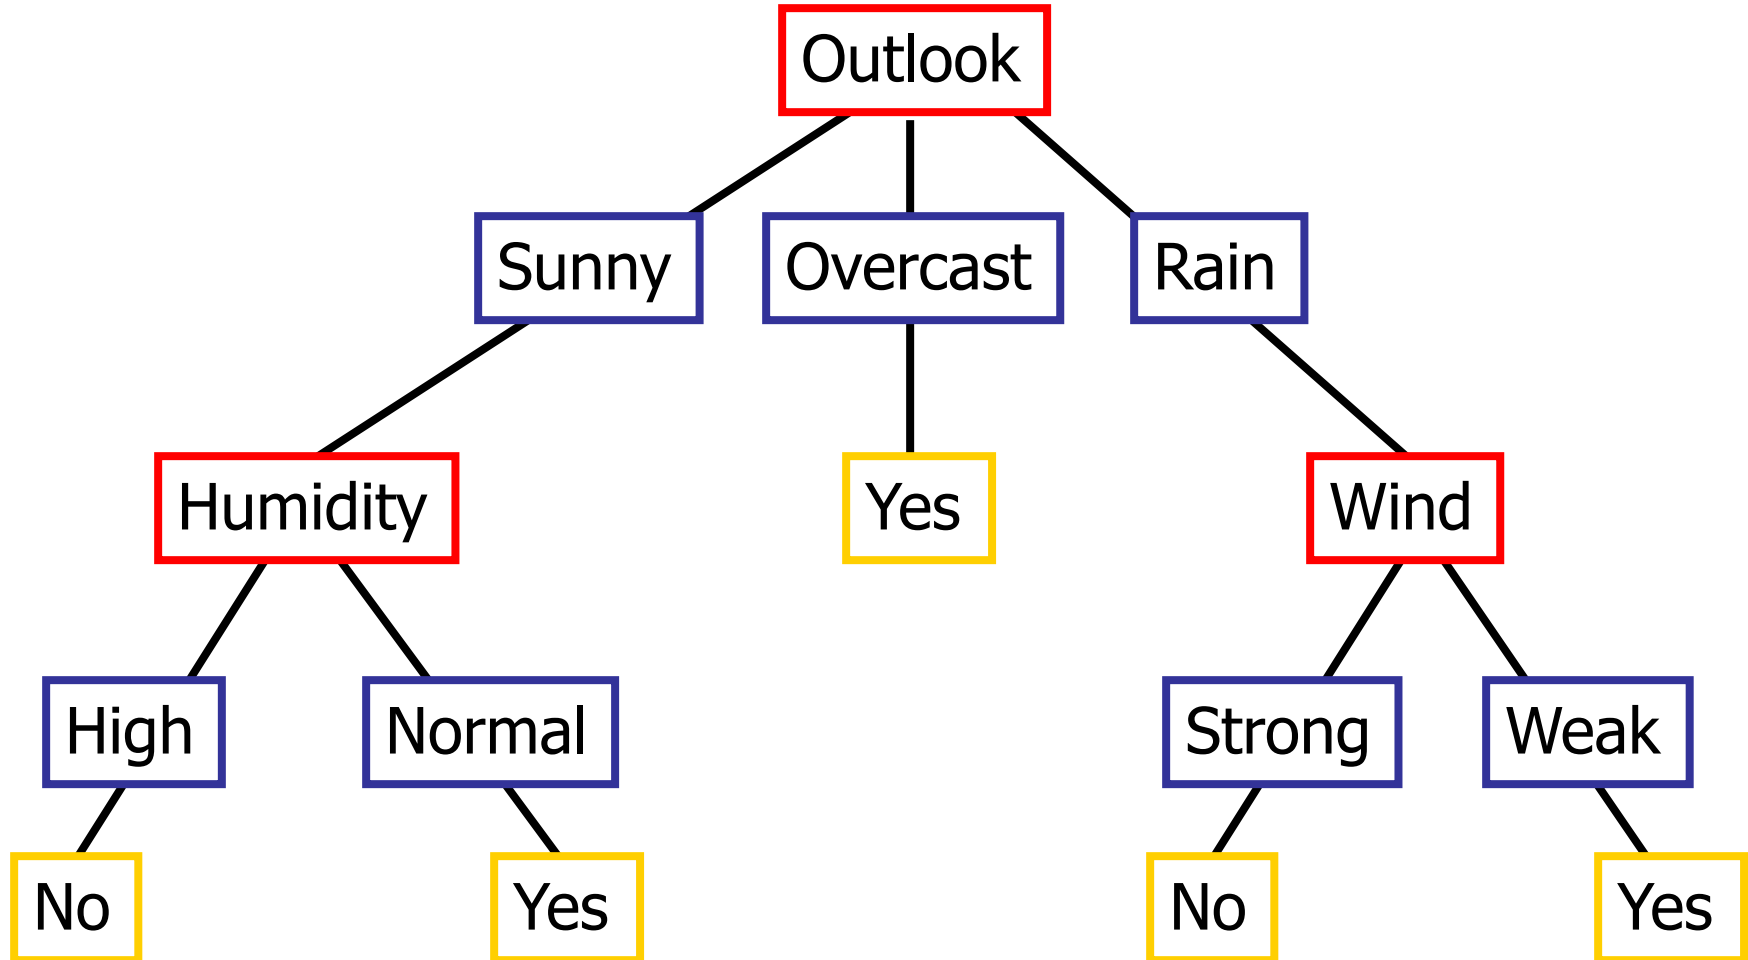 Outlook
Sunny
Overcast
Rain
Humidity
Yes
Wind
High
Normal
Strong
Weak
No
Yes
No
Yes